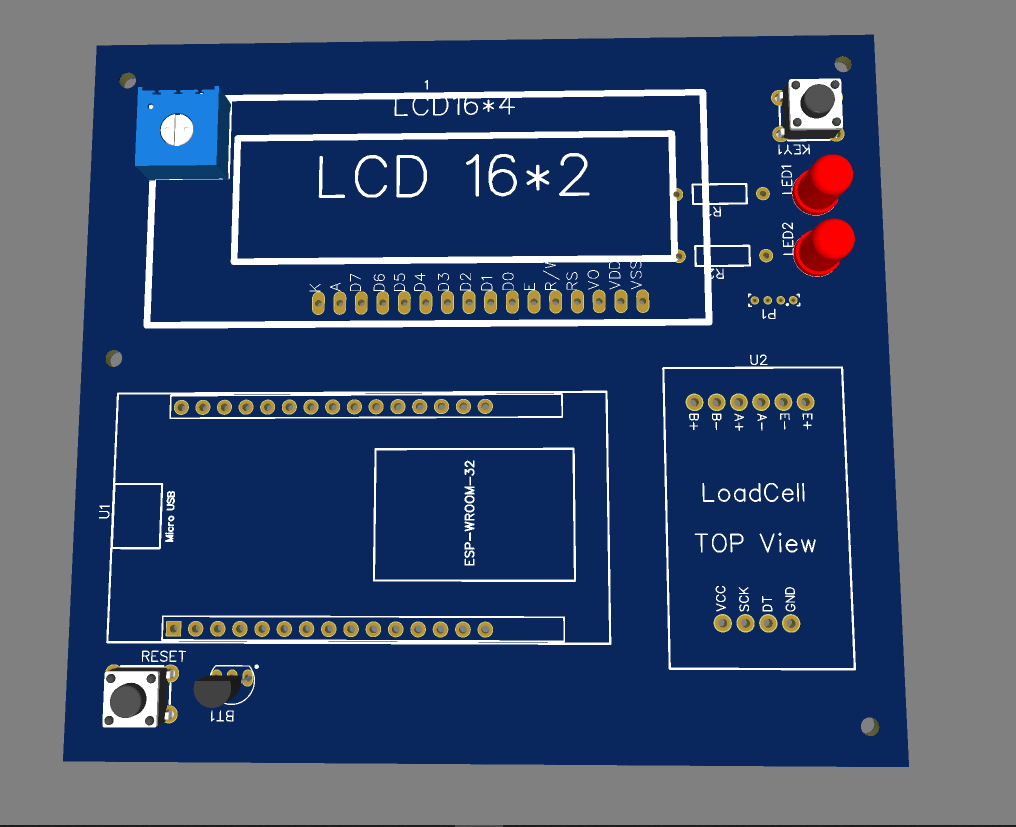 1
LCD16*4
LCD 16*2
KEY1
LED1
R1
LED2
R2
P1
K A D7 D6 D5 D4 D3 D2 D1 D0 E R/W RS VO VDD VSS
U2
B+ B- A+ A- E- E+
LoadCell
TOP View
VCC SCK DT GND
U1
Micro USB
ESP-WROOM-32
RESET
BT1